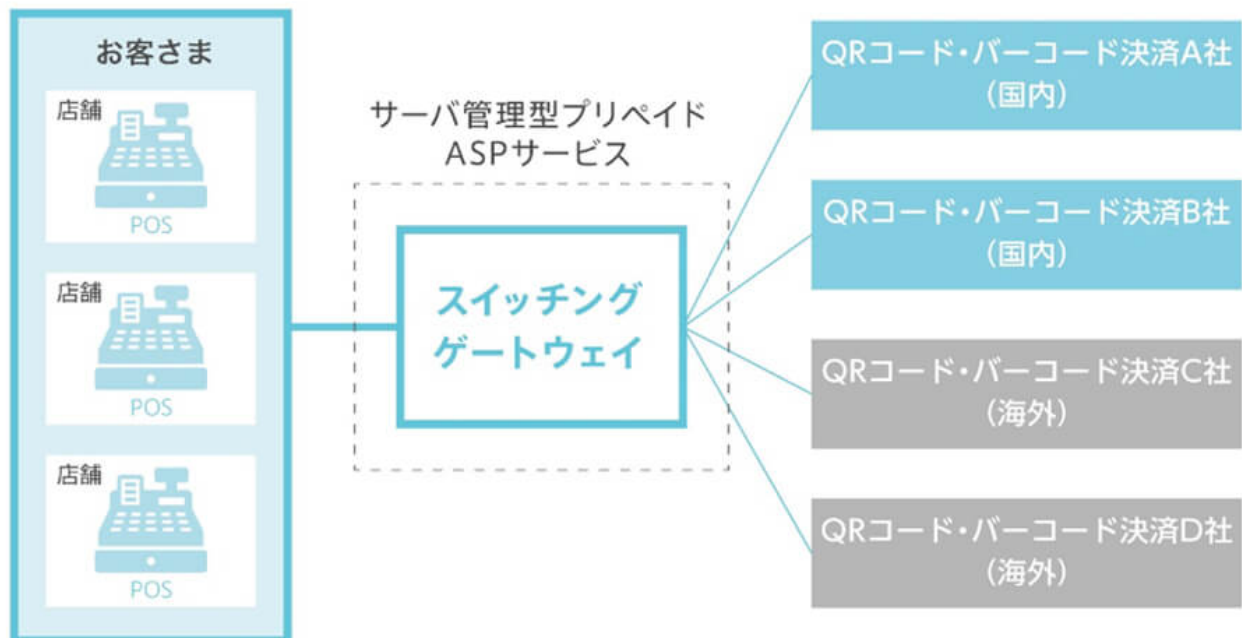 お客さま
店舗
POS
店舗
POS
店舗
POS
サーバ管理型プリペイド
ASPサービス
スイッチング
ゲートウェイ
QRコード・バーコード決済A社
（国内）
QRコード・バーコード決済B社
（国内）
QRコード・バーコード決済C社
（海外）
QRコード・バーコード決済D社
（海外）